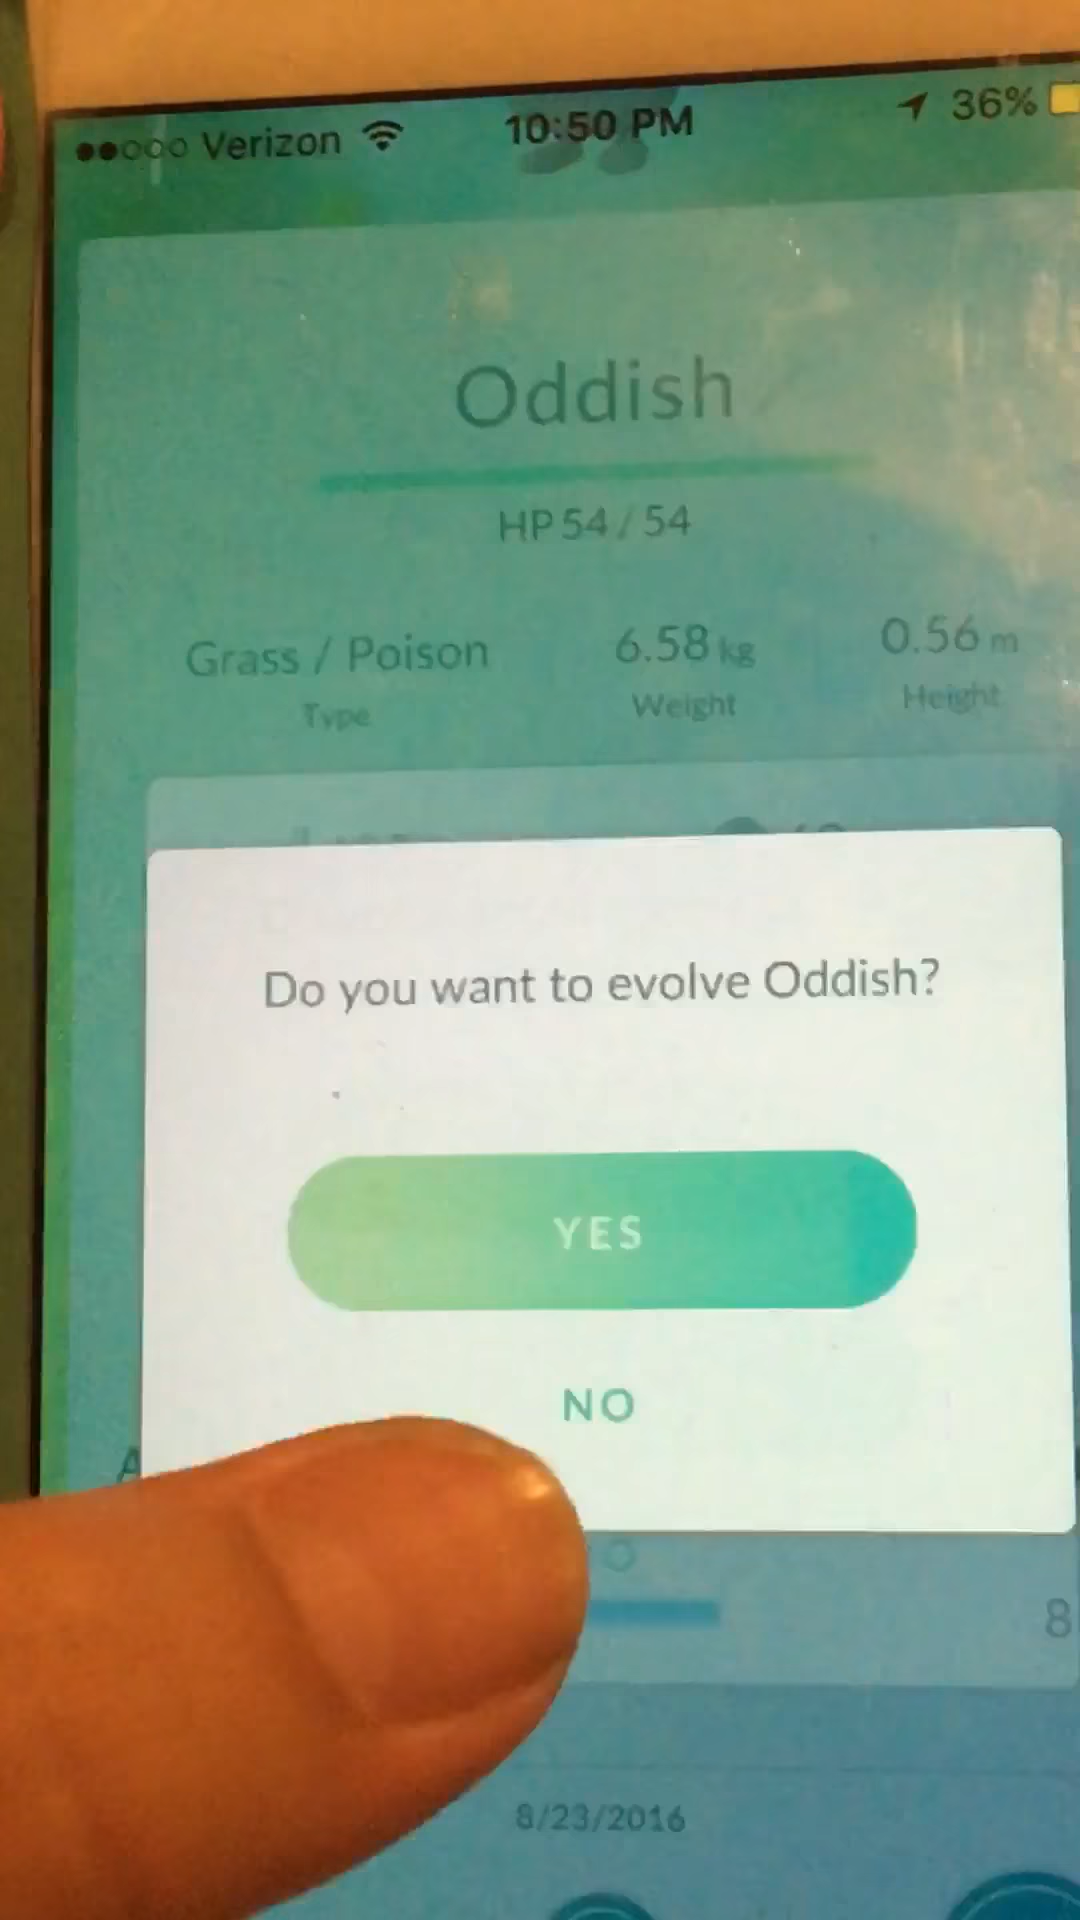 Verizon 10:50 PM 36%
Oddish
HP 54 / 54
Grass / Poison 6.58 kg 0.56 m
Type Weight Height
Do you want to evolve Oddish?
YES
NO
A
8
8/23/2016